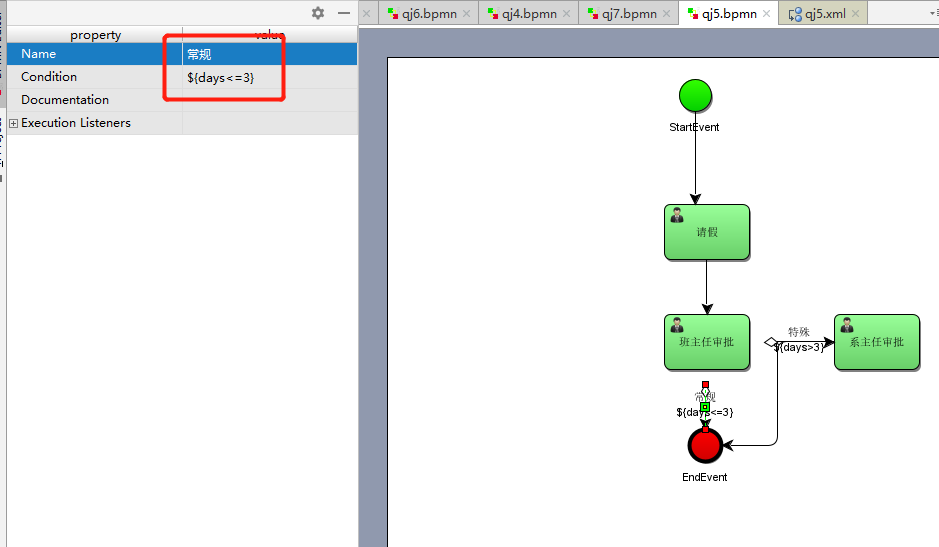 qj6.bpmn
qj4.bpmn
qj7.bpmn
qj5.bpmn
qj5.xml
property
value
Name
常规
Condition
${days<=3}
Documentation
Execution Listeners
StartEvent
请假
班主任审批
特殊
${days>3}
系主任审批
常规
${days<=3}
EndEvent